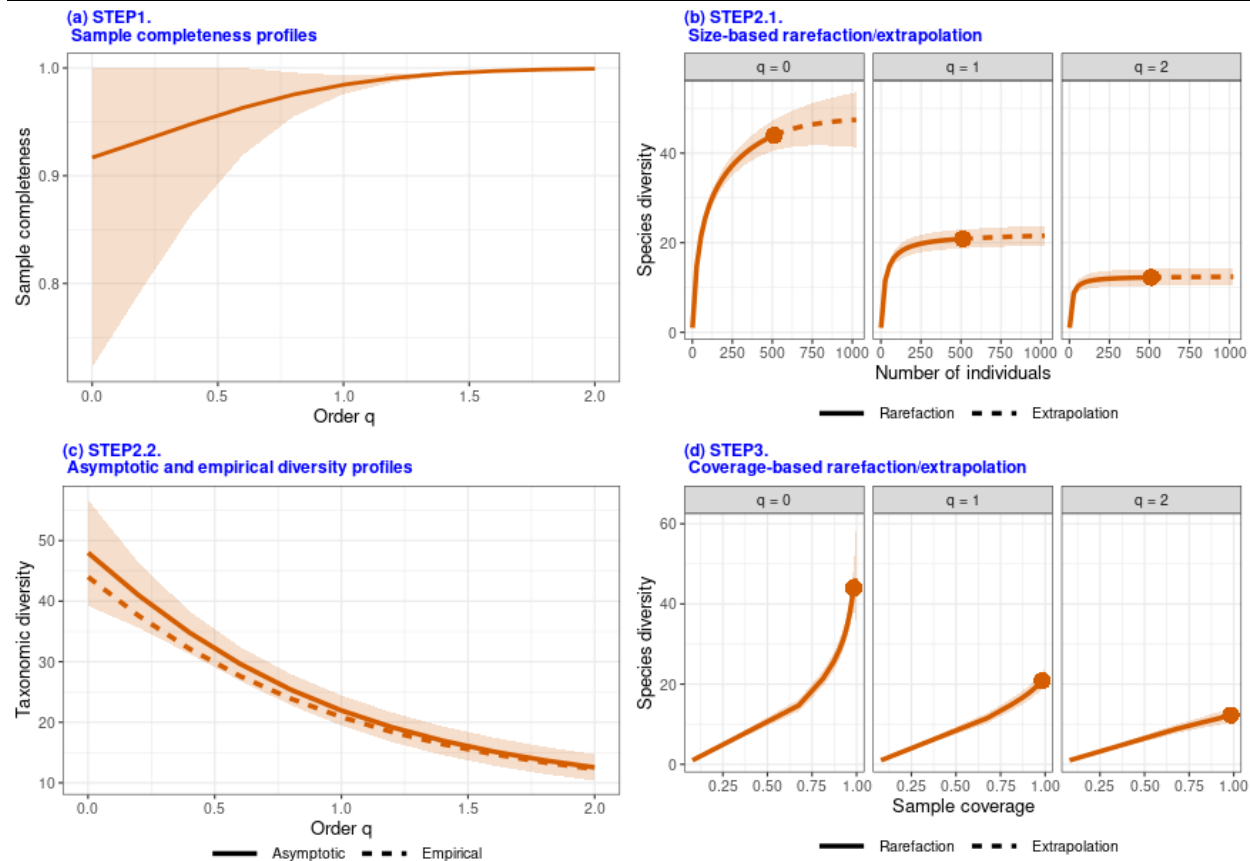 (a) STEP1.
Sample completeness profiles
1.0
0.9
0.8
Sample completeness
0.0 0.5 1.0 1.5 2.0
Order q
(b) STEP2.1.
Size-based rarefaction/extrapolation
q = 0 q = 1 q = 2
40
20
0
Species diversity
0 250 500 750 1000 0 250 500 750 1000 0 250 500 750 1000
Number of individuals
Rarefaction Extrapolation
(c) STEP2.2.
Asymptotic and empirical diversity profiles
50
40
30
20
10
Taxonomic diversity
0.0 0.5 1.0 1.5 2.0
Order q
Asymptotic Empirical
(d) STEP3.
Coverage-based rarefaction/extrapolation
q = 0 q = 1 q = 2
60
40
20
0
Species diversity
0.25 0.50 0.75 1.00 0.25 0.50 0.75 1.00 0.25 0.50 0.75 1.00
Sample coverage
Rarefaction Extrapolation